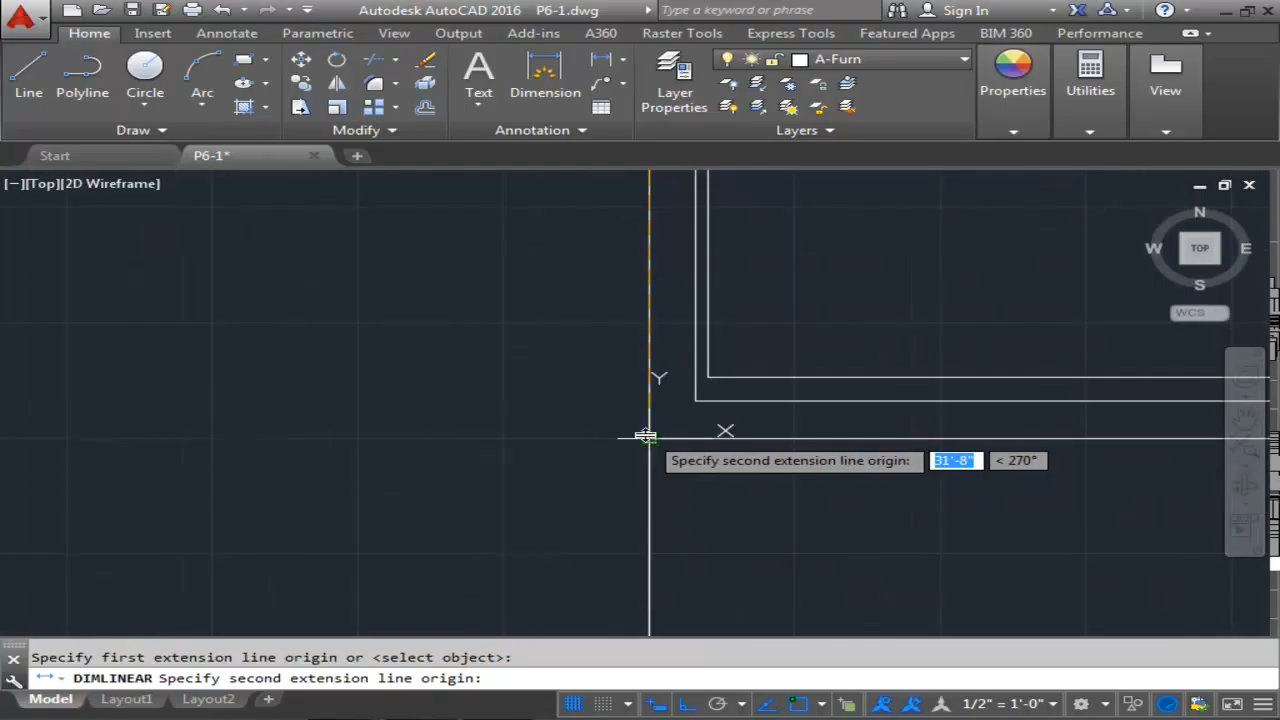 Autodesk AutoCAD 2016 P6-1.dwg Type a keyword or phrase Sign In
Home Insert Annotate Parametric View Output Add-ins A360 Raster Tools Express Tools Featured Apps BIM 360 Performance
A-Furn
Line Polyline Circle Arc Text Dimension Layer Properties Properties Utilities View
Draw Modify Annotation Layers
Start P6-1*
[−][Top][2D Wireframe]
N
W TOP E
S
WCS
Y
X
Specify second extension line origin: 31'-8" < 270°
Specify first extension line origin or <select object>:
DIMLINEAR Specify second extension line origin:
Model Layout1 Layout2 + 1/2" = 1'-0"